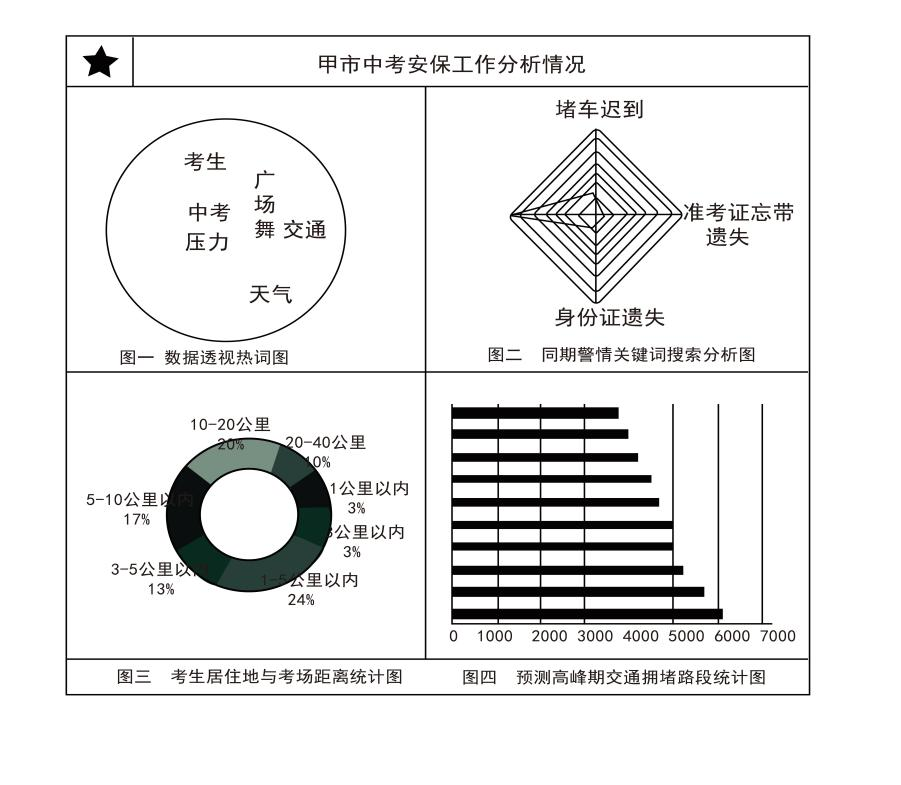 甲市中考安保工作分析情况
考生
广
场
舞
中考
压力
交通
天气
图一 数据透视热词图
堵车迟到
准考证忘带
遗失
身份证遗失
图二 同期警情关键词搜索分析图
10-20公里
20%
20-40公里
10%
1公里以内
3%
3公里以内
3%
1-5公里以内
24%
3-5公里以内
13%
5-10公里以内
17%
图三 考生居住地与考场距离统计图
0 1000 2000 3000 4000 5000 6000 7000
图四 预测高峰期交通拥堵路段统计图